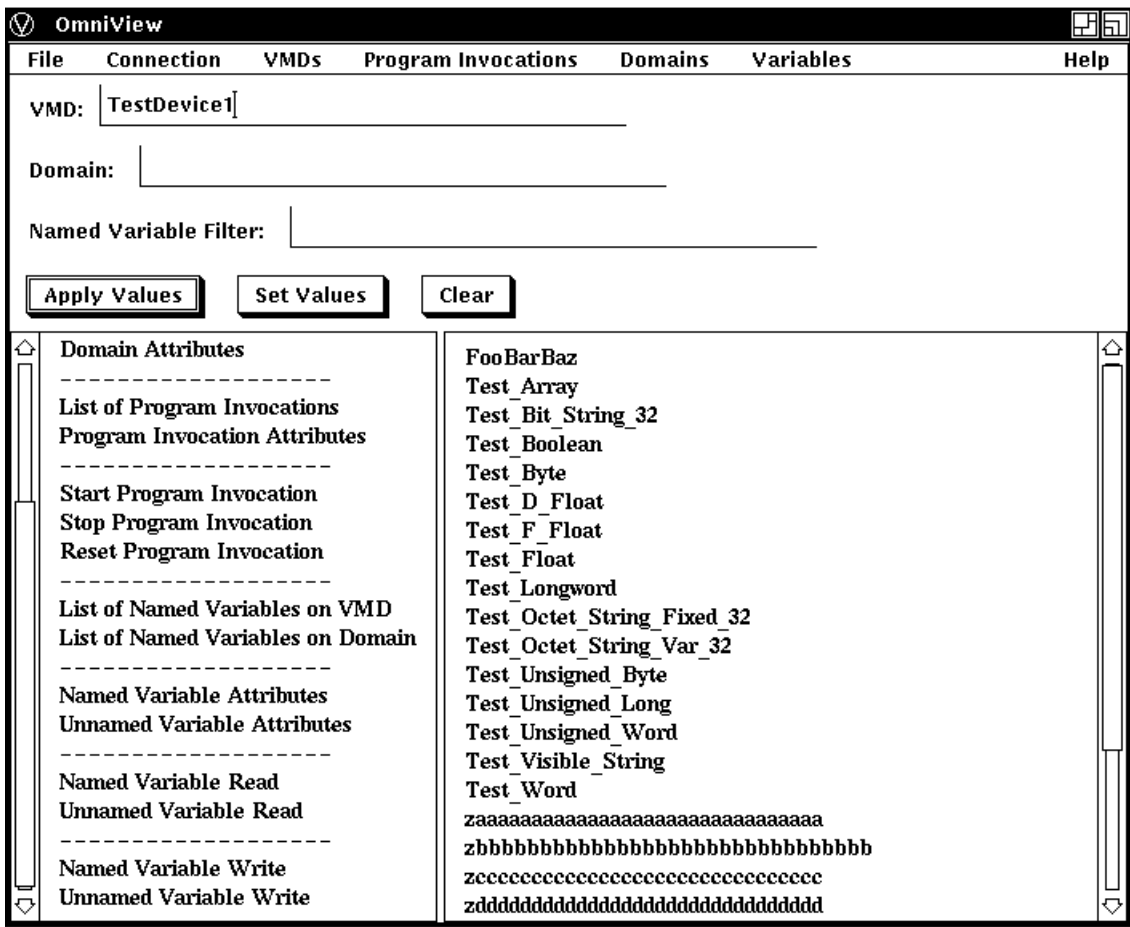 OmniView
File Connection VMDs Program Invocations Domains Variables Help
VMD: TestDevice1
Domain:
Named Variable Filter:
Apply Values Set Values Clear
Domain Attributes
--------------------
List of Program Invocations
Program Invocation Attributes
--------------------
Start Program Invocation
Stop Program Invocation
Reset Program Invocation
--------------------
List of Named Variables on VMD
List of Named Variables on Domain
--------------------
Named Variable Attributes
Unnamed Variable Attributes
--------------------
Named Variable Read
Unnamed Variable Read
--------------------
Named Variable Write
Unnamed Variable Write
FooBarBaz
Test_Array
Test_Bit_String_32
Test_Boolean
Test_Byte
Test_D_Float
Test_F_Float
Test_Float
Test_Longword
Test_Octet_String_Fixed_32
Test_Octet_String_Var_32
Test_Unsigned_Byte
Test_Unsigned_Long
Test_Unsigned_Word
Test_Visible_String
Test_Word
zaaaaaaaaaaaaaaaaaaaaaaaaaaaaaaa
zbbbbbbbbbbbbbbbbbbbbbbbbbbbbbbb
zccccccccccccccccccccccccccccccc
zddddddddddddddddddddddddddddddd